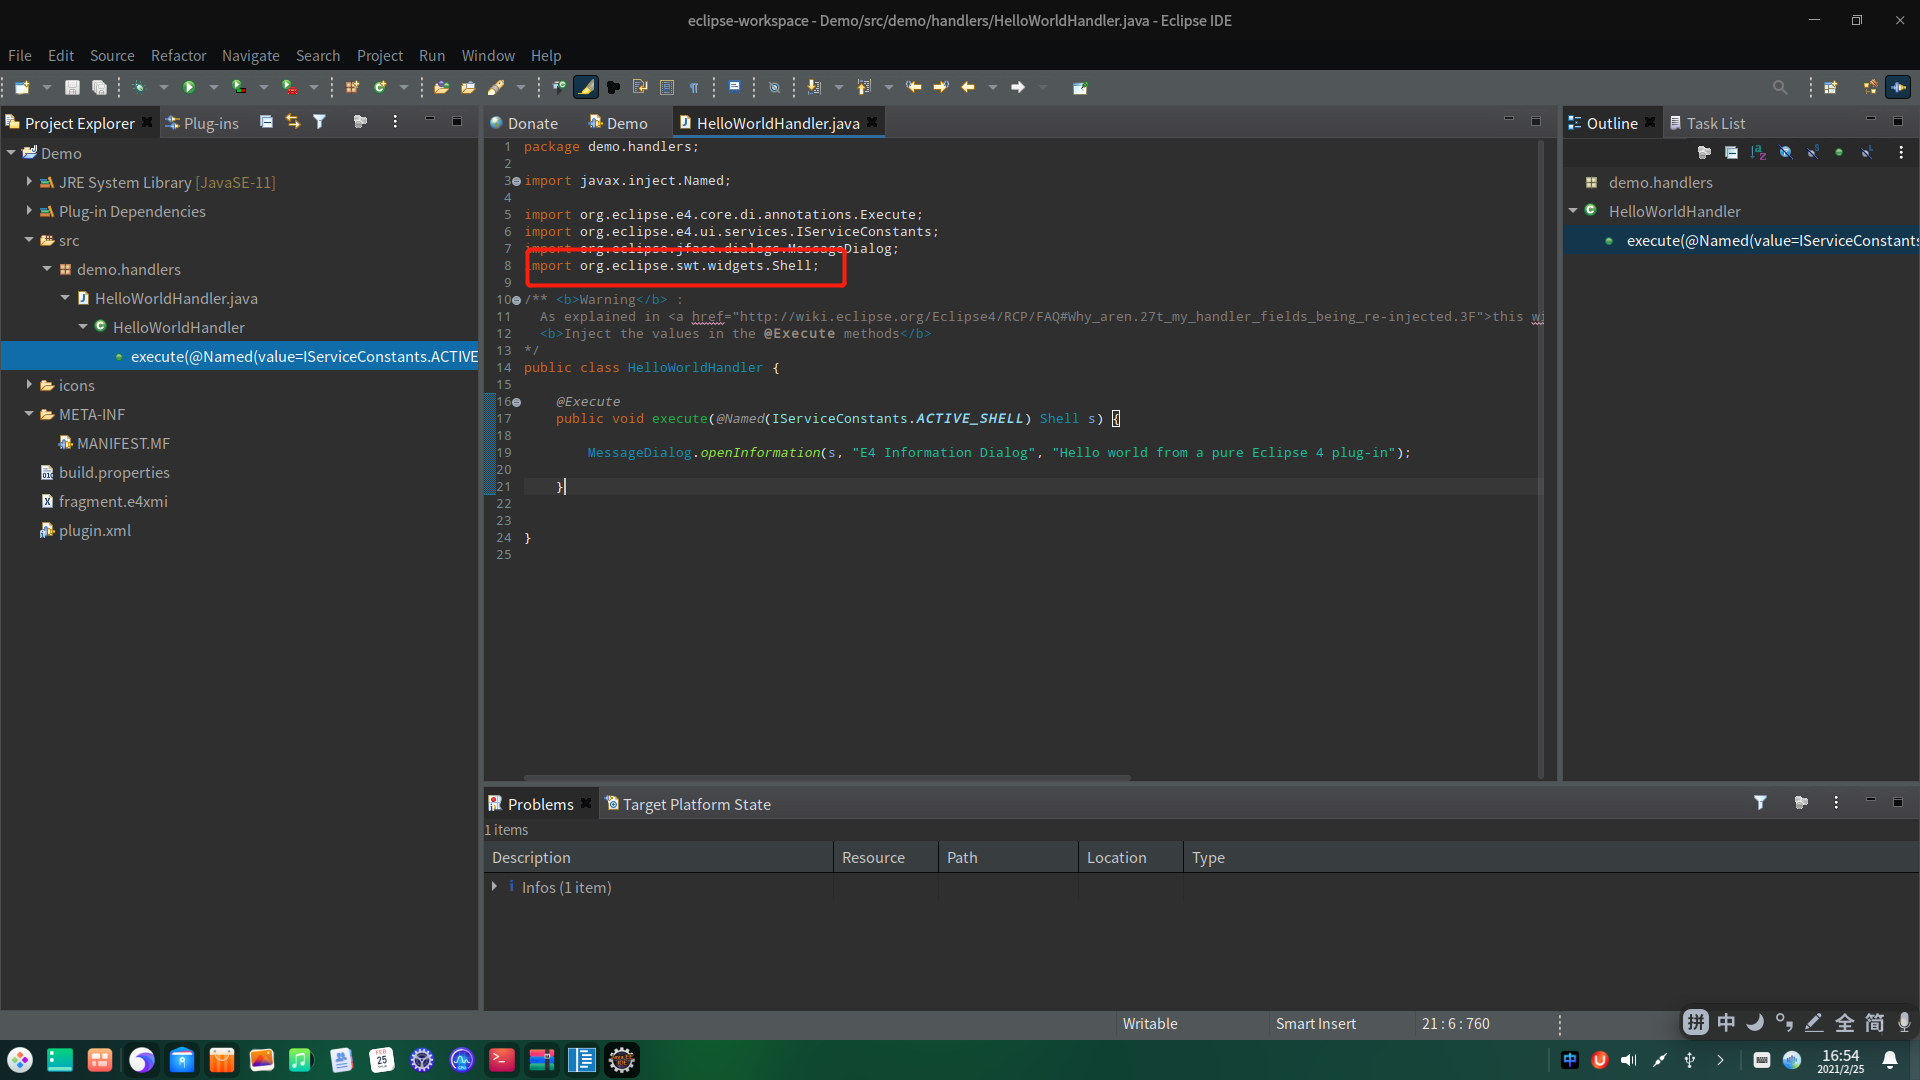 eclipse-workspace - Demo/src/demo/handlers/HelloWorldHandler.java - Eclipse IDE
File Edit Source Refactor Navigate Search Project Run Window Help
Project Explorer Plug-ins
Demo
JRE System Library [JavaSE-11]
Plug-in Dependencies
src
demo.handlers
HelloWorldHandler.java
HelloWorldHandler
execute(@Named(value=IServiceConstants.ACTIVE
icons
META-INF
MANIFEST.MF
build.properties
fragment.e4xmi
plugin.xml
Donate Demo HelloWorldHandler.java
1 package demo.handlers;
2
3 import javax.inject.Named;
4
5 import org.eclipse.e4.core.di.annotations.Execute;
6 import org.eclipse.e4.ui.services.IServiceConstants;
7 import org.eclipse.jface.dialogs.MessageDialog;
8 import org.eclipse.swt.widgets.Shell;
9
10 /** <b>Warning</b> :
11 As explained in <a href="http://wiki.eclipse.org/Eclipse4/RCP/FAQ#Why_aren.27t_my_handler_fields_being_re-injected.3F">this wi
12 <b>Inject the values in the @Execute methods</b>
13 */
14 public class HelloWorldHandler {
15
16 @Execute
17 public void execute(@Named(IServiceConstants.ACTIVE_SHELL) Shell s) {
18
19 MessageDialog.openInformation(s, "E4 Information Dialog", "Hello world from a pure Eclipse 4 plug-in");
20
21 }
22
23
24 }
25
Outline Task List
demo.handlers
HelloWorldHandler
execute(@Named(value=IServiceConstants
Problems Target Platform State
1 items
Description Resource Path Location Type
Infos (1 item)
Writable Smart Insert 21 : 6 : 760
拼 中 全 简
中 16:54
2021/2/25